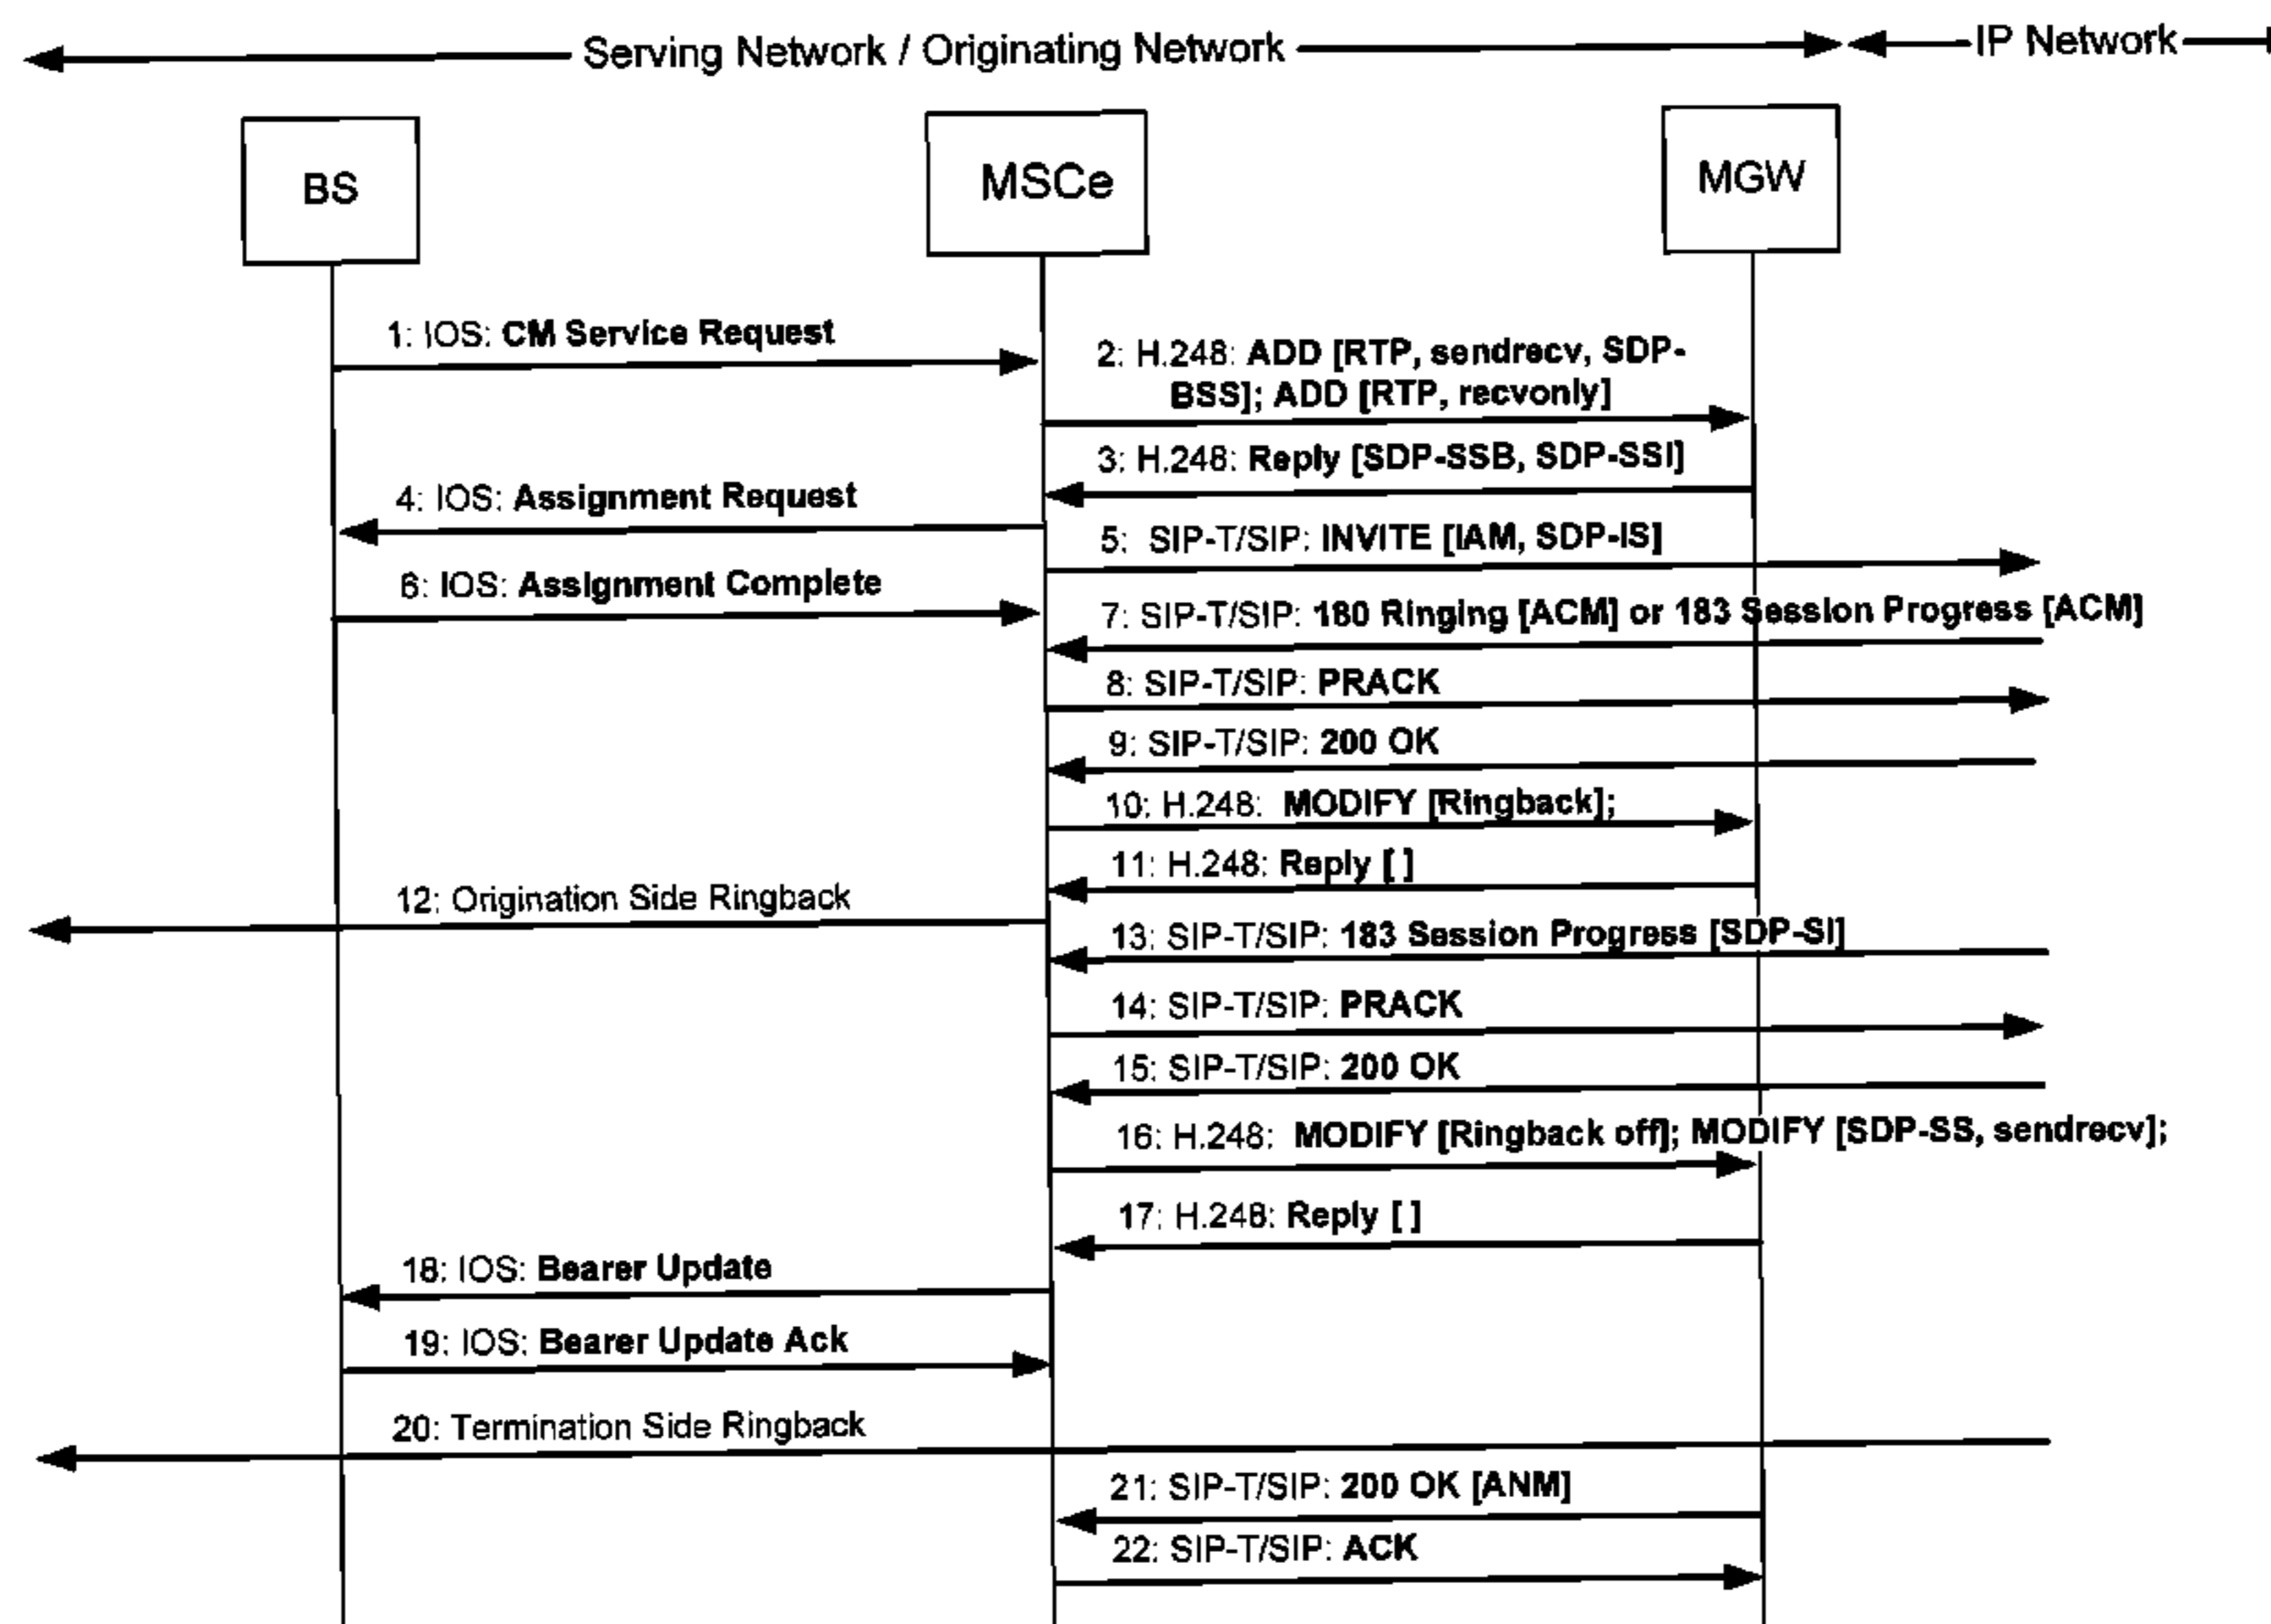 Serving Network / Originating Network
IP Network
BS
MSCe
MGW
1: IOS: CM Service Request
2: H.248: ADD [RTP, sendrecv, SDP-
BSS]; ADD [RTP, recvonly]
3: H.248: Reply [SDP-SSB, SDP-SSI]
4: IOS: Assignment Request
5: SIP-T/SIP: INVITE [IAM, SDP-IS]
6: IOS: Assignment Complete
7: SIP-T/SIP: 180 Ringing [ACM] or 183 Session Progress [ACM]
8: SIP-T/SIP: PRACK
9: SIP-T/SIP: 200 OK
10: H.248: MODIFY [Ringback];
11: H.248: Reply [ ]
12: Origination Side Ringback
13: SIP-T/SIP: 183 Session Progress [SDP-SI]
14: SIP-T/SIP: PRACK
15: SIP-T/SIP: 200 OK
16: H.248: MODIFY [Ringback off]; MODIFY [SDP-SS, sendrecv];
17: H.248: Reply [ ]
18: IOS: Bearer Update
19: IOS: Bearer Update Ack
20: Termination Side Ringback
21: SIP-T/SIP: 200 OK [ANM]
22: SIP-T/SIP: ACK